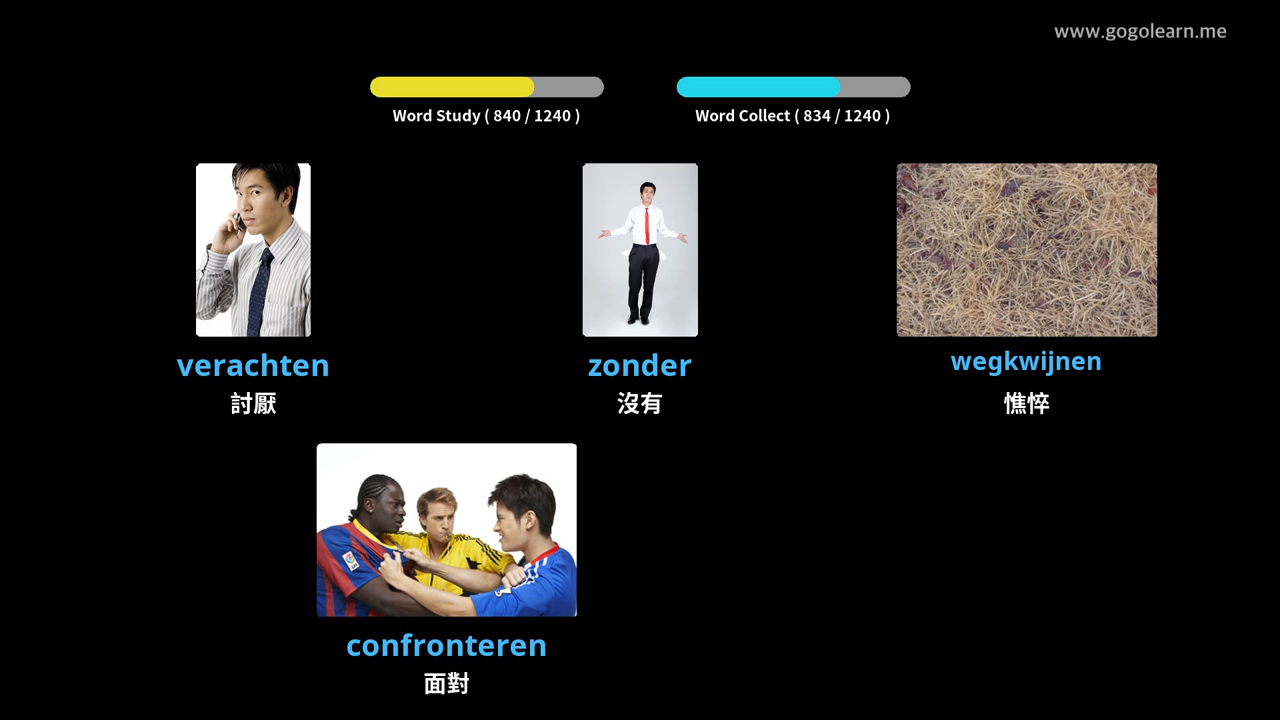 www.gogolearn.me
Word Study ( 840 / 1240 )
Word Collect ( 834 / 1240 )
verachten
討厭
zonder
沒有
wegkwijnen
憔悴
confronteren
面對